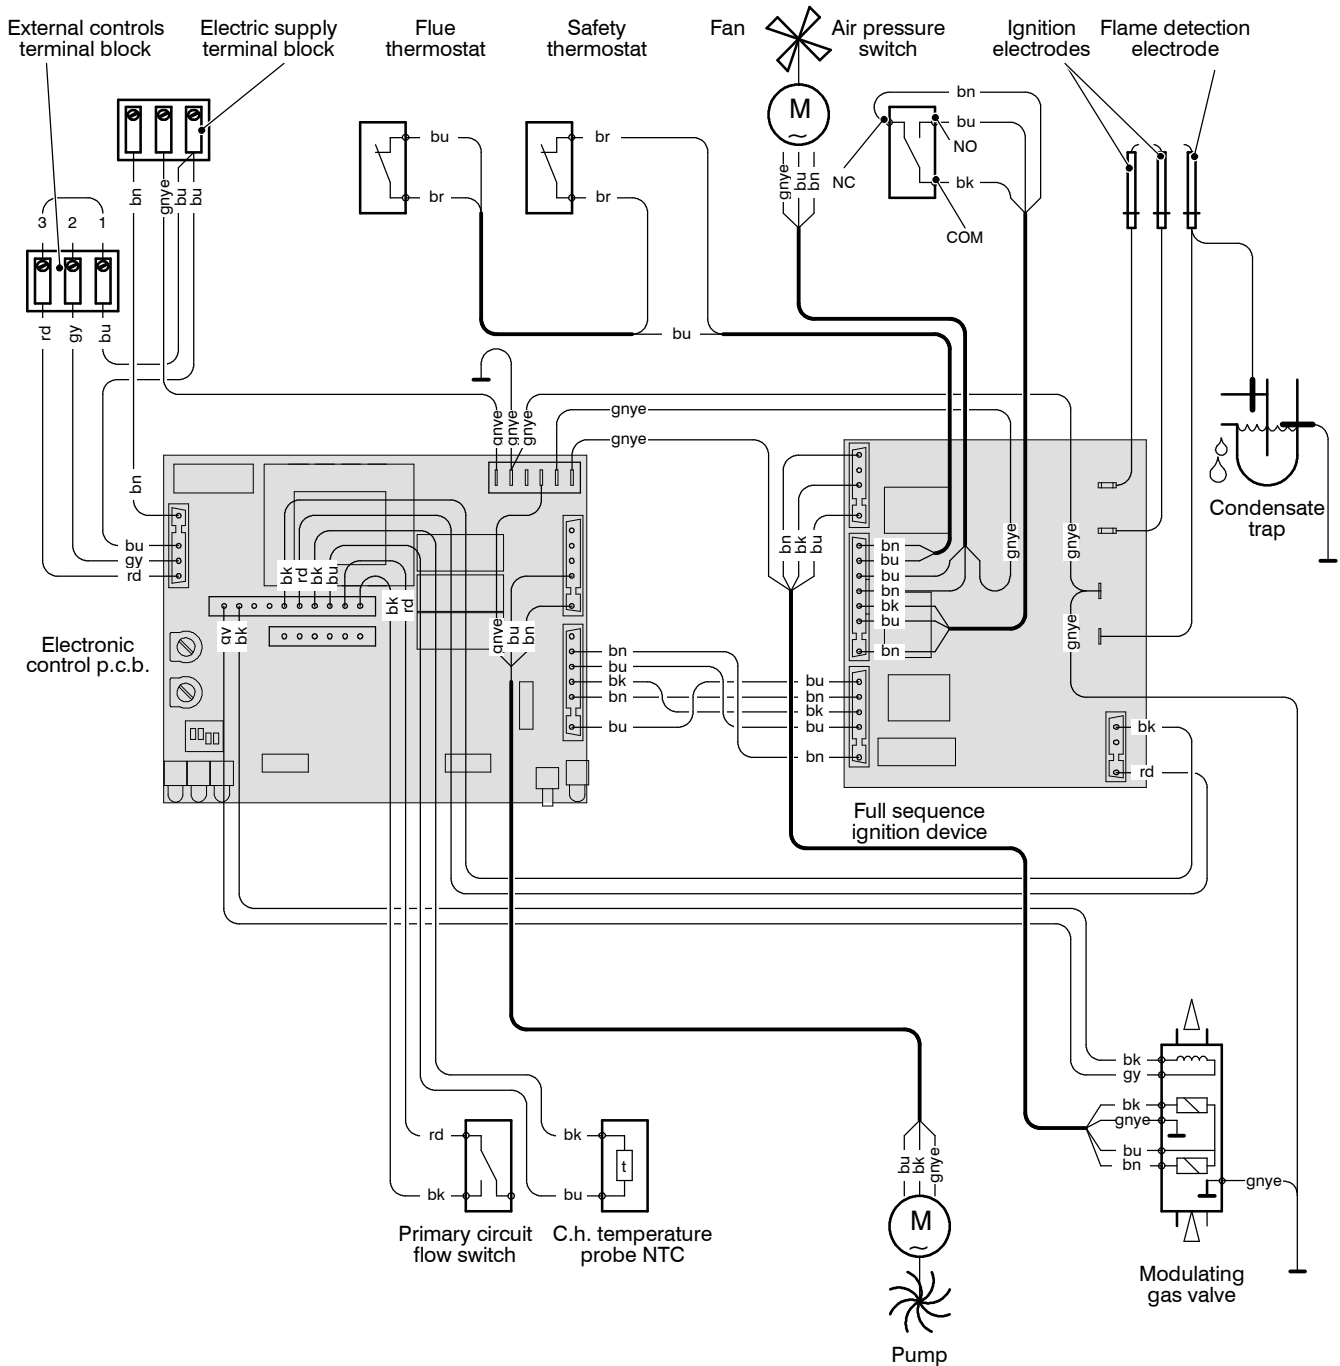 External controls
terminal block
Electric supply
terminal block
Flue
thermostat
Safety
thermostat
Fan
Air pressure
switch
Ignition
electrodes
Flame detection
electrode
M
bn
bu
NO
NC
bk
COM
bu
br
br
br
bn
gnye
bu
bu
gnye
bu
bn
3
2
1
rd
gy
bu
bu
gnye
gnye
gnye
gnye
gnye
bn
bu
gy
rd
bk
rd
bk
bu
bk
rd
gy
bk
gnye
bu
bn
bn
bk
bu
bn
bu
bu
bn
bk
bu
bn
gnye
gnye
gnye
Condensate
trap
Electronic
control p.c.b.
bn
bu
bk
bn
bu
bu
bn
bk
bu
bn
bk
rd
Full sequence
ignition device
bk
gy
bk
gnye
bu
bn
gnye
rd
bk
bk
bu
t
bu
bk
gnye
M
Primary circuit
flow switch
C.h. temperature
probe NTC
Modulating
gas valve
Pump